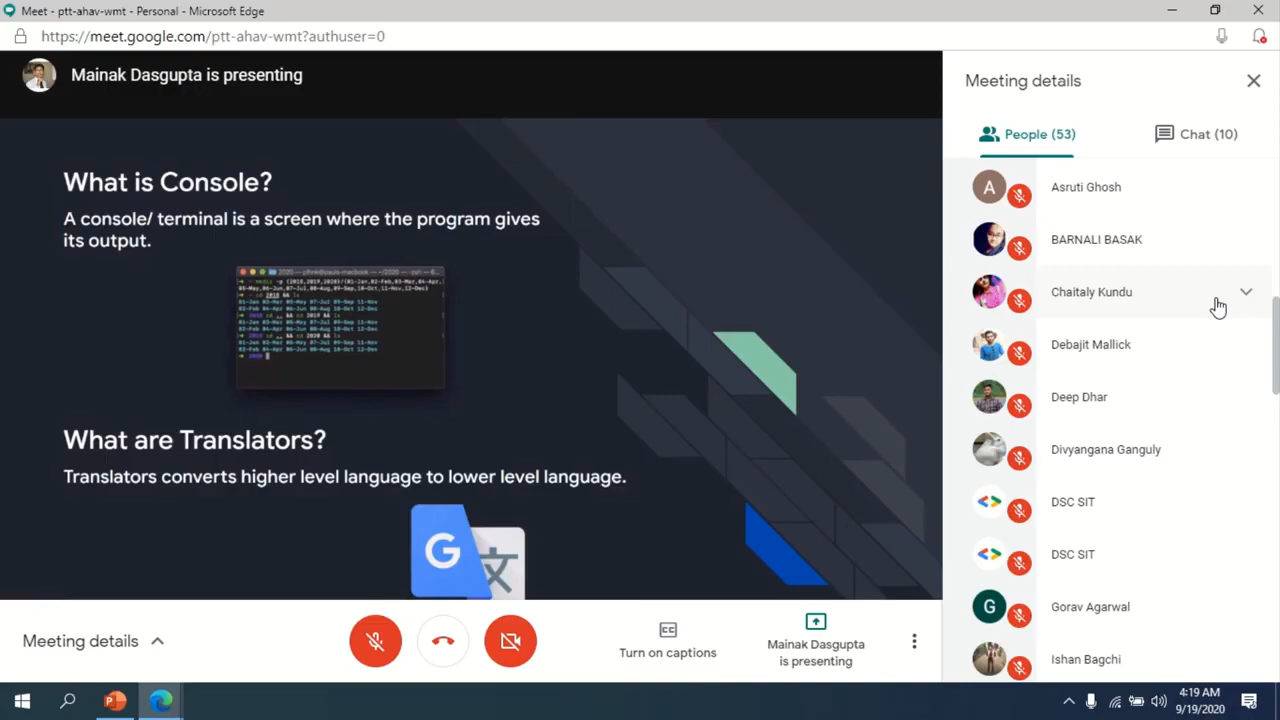 Meet - ptt-ahav-wmt - Personal - Microsoft Edge
https://meet.google.com/ptt-ahav-wmt?authuser=0
Mainak Dasgupta is presenting
What is Console?
A console/ terminal is a screen where the program gives
its output.
What are Translators?
Translators converts higher level language to lower level language.
G 文
Meeting details
Turn on captions
Mainak Dasgupta
is presenting
Meeting details
People (53)
Chat (10)
A
Asruti Ghosh
BARNALI BASAK
Chaitaly Kundu
Debajit Mallick
Deep Dhar
Divyangana Ganguly
DSC SIT
DSC SIT
G
Gorav Agarwal
Ishan Bagchi
4:19 AM
9/19/2020